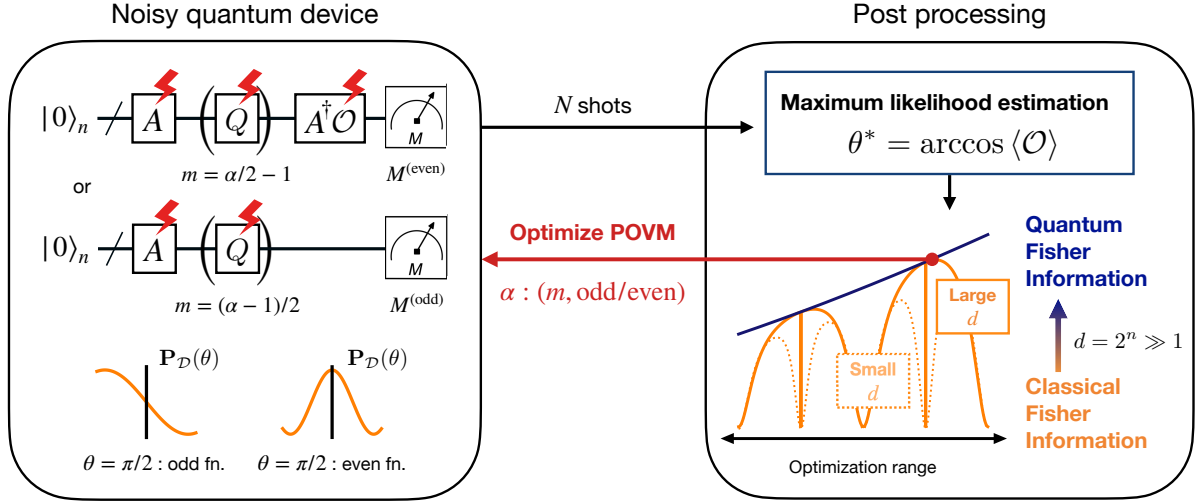 Noisy quantum device
|0⟩ₙ A ( Q ) A†𝒪 M
m = α/2 − 1
M^(even)
or
|0⟩ₙ A ( Q ) M
m = (α − 1)/2
M^(odd)
P_𝒟(θ)
P_𝒟(θ)
θ = π/2 : odd fn.
θ = π/2 : even fn.
N shots
Optimize POVM
α : (m, odd/even)
Post processing
Maximum likelihood estimation
θ* = arccos ⟨𝒪⟩
Quantum
Fisher
Information
Large
d
Small
d
d = 2ⁿ ≫ 1
Classical
Fisher
Information
Optimization range